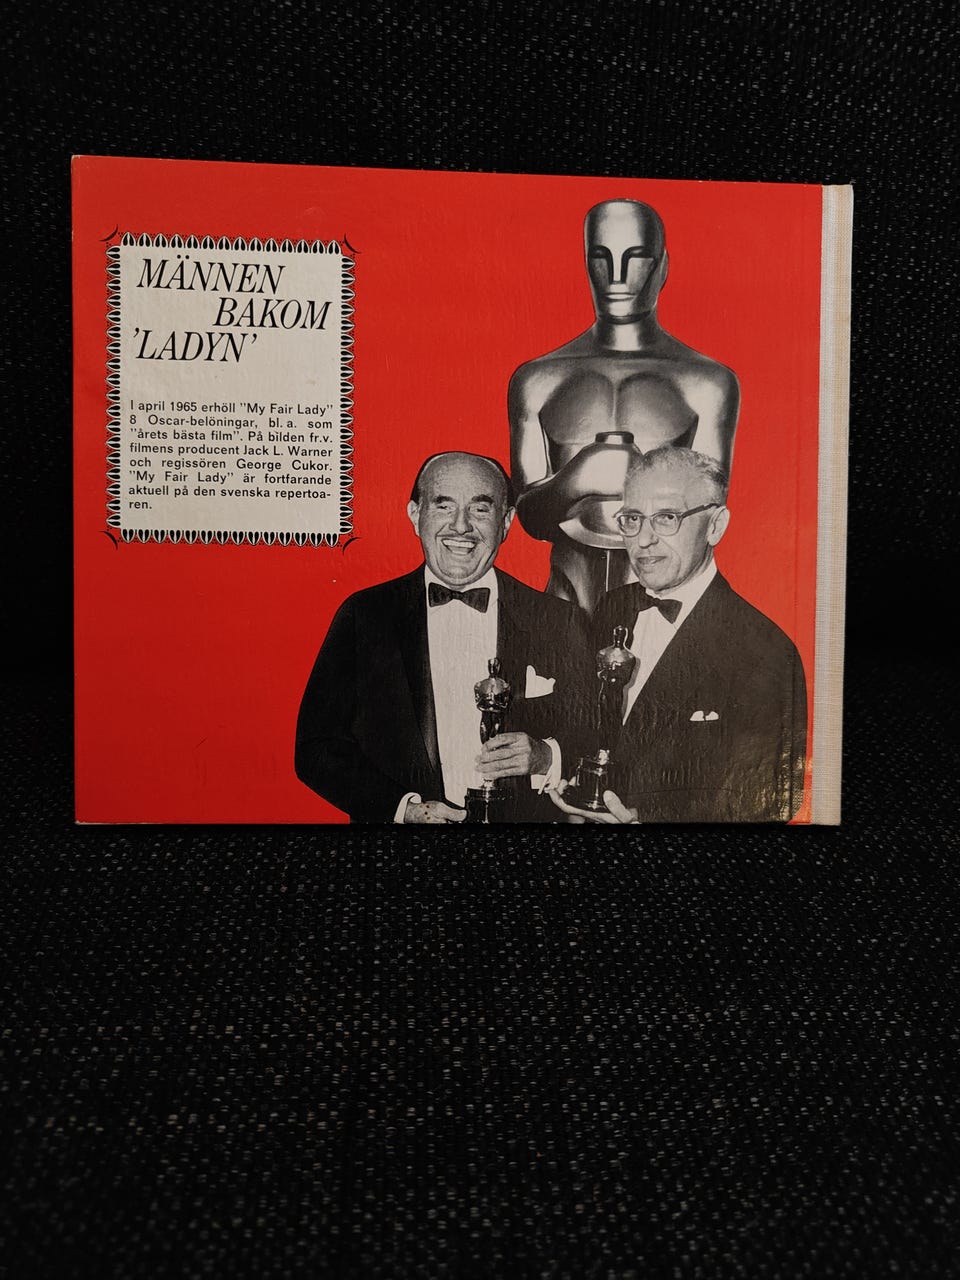 MÄNNEN
BAKOM
'LADYN'
I april 1965 erhöll "My Fair Lady"
8 Oscar-belöningar, bl. a. som
"årets bästa film". På bilden fr.v.
filmens producent Jack L. Warner
och regissören George Cukor.
"My Fair Lady" är fortfarande
aktuell på den svenska repertoa-
ren.